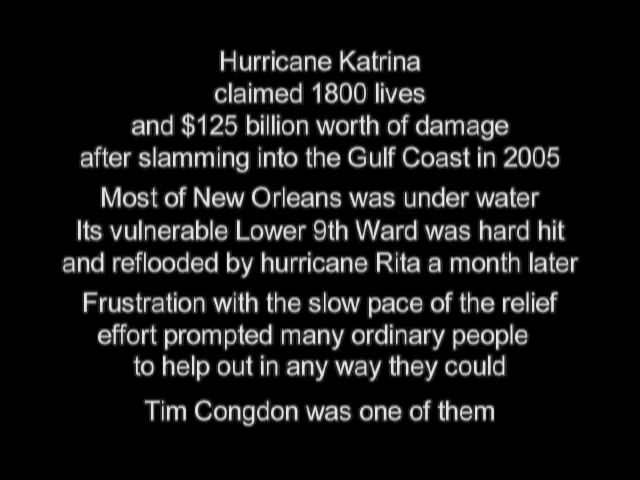 Hurricane Katrina
claimed 1800 lives
and $125 billion worth of damage
after slamming into the Gulf Coast in 2005
Most of New Orleans was under water
Its vulnerable Lower 9th Ward was hard hit
and reflooded by hurricane Rita a month later
Frustration with the slow pace of the relief
effort prompted many ordinary people
to help out in any way they could
Tim Congdon was one of them